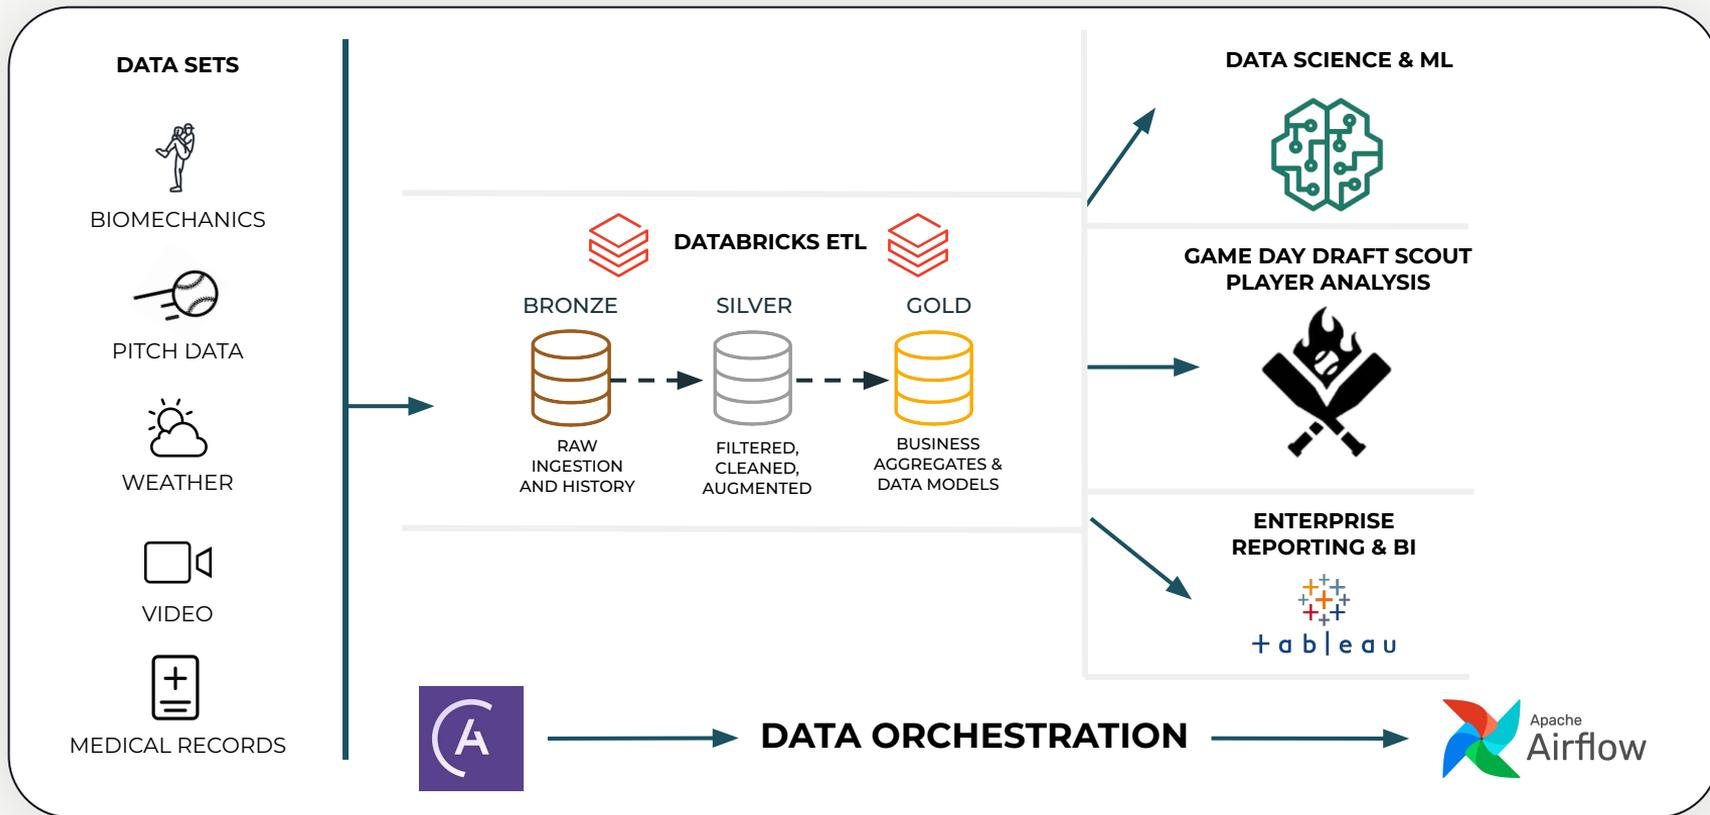 DATA SETS
BIOMECHANICS
PITCH DATA
WEATHER
VIDEO
MEDICAL RECORDS
DATABRICKS ETL
BRONZE
SILVER
GOLD
RAW
INGESTION
AND HISTORY
FILTERED,
CLEANED,
AUGMENTED
BUSINESS
AGGREGATES &
DATA MODELS
DATA SCIENCE & ML
GAME DAY DRAFT SCOUT
PLAYER ANALYSIS
ENTERPRISE
REPORTING & BI
+ableau
A
DATA ORCHESTRATION
Apache
Airflow